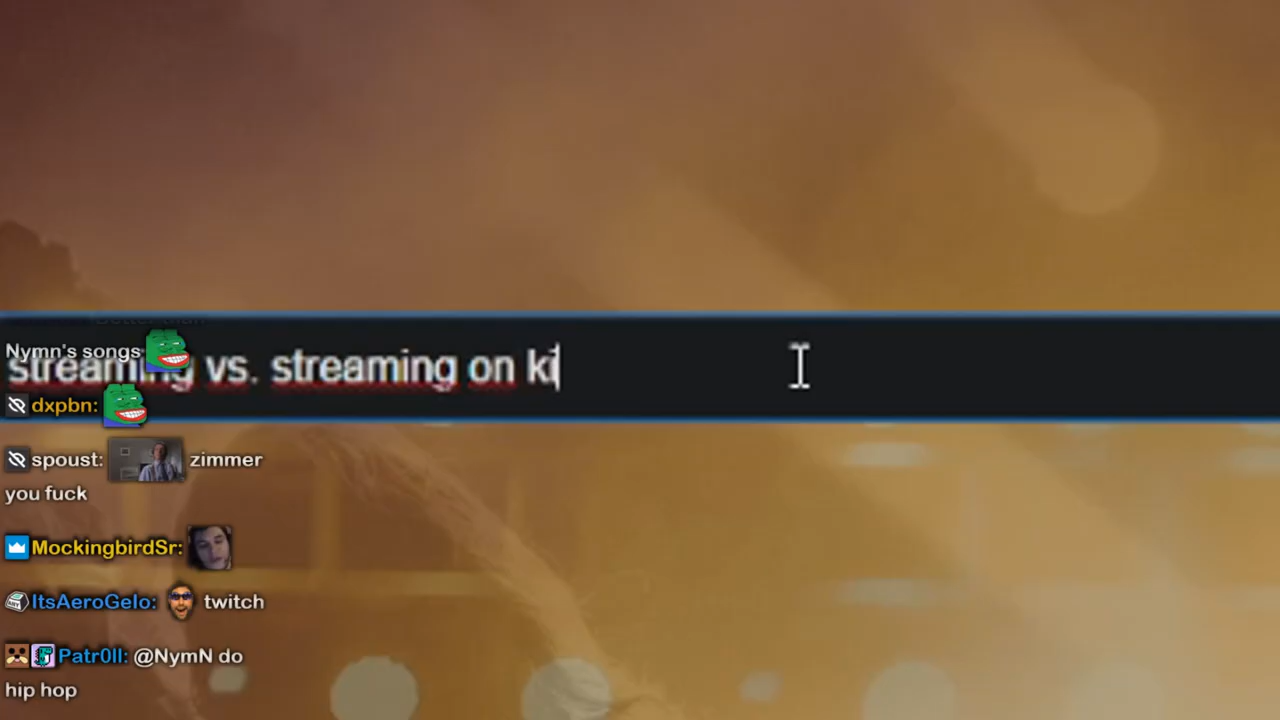 Nymn's songs
streaming vs. streaming on ki
dxpbn:
spoust: zimmer
you fuck
MockingbirdSr:
ItsAeroGelo: twitch
Patr0ll: @NymN do
hip hop